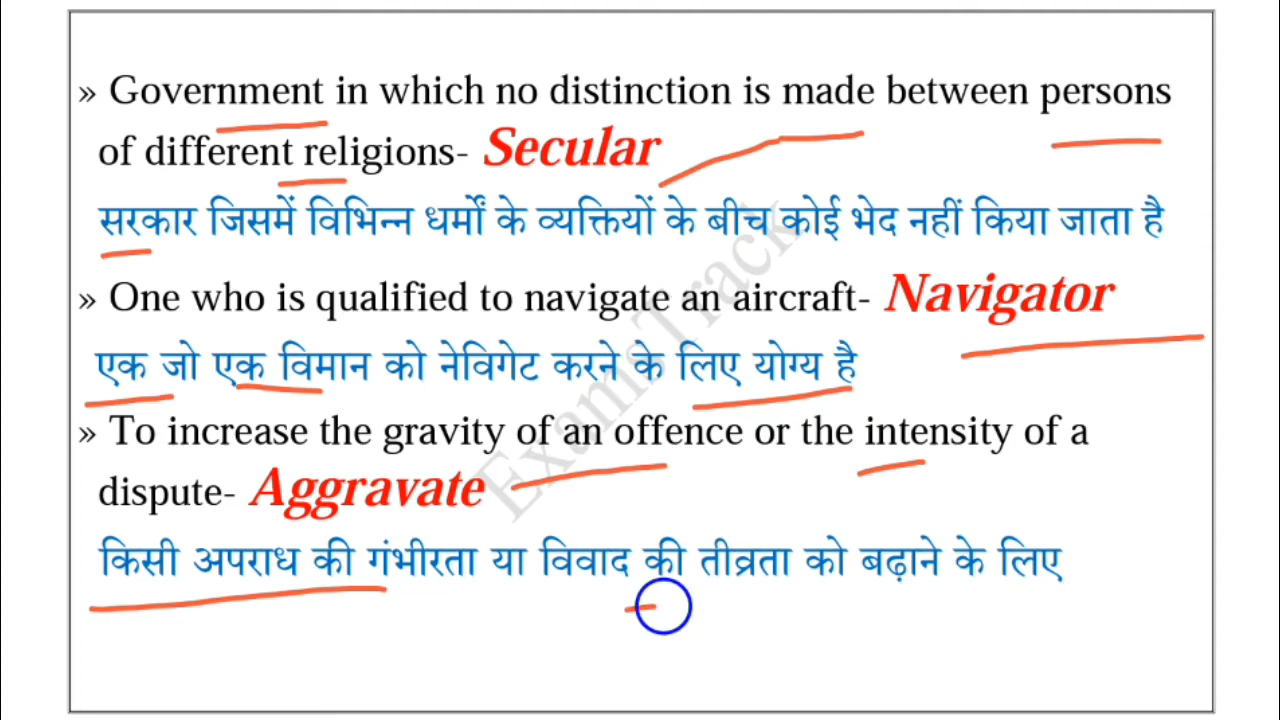 » Government in which no distinction is made between persons
of different religions- Secular
सरकार जिसमें विभिन्न धर्मों के व्यक्तियों के बीच कोई भेद नहीं किया जाता है
» One who is qualified to navigate an aircraft- Navigator
एक जो एक विमान को नेविगेट करने के लिए योग्य है
» To increase the gravity of an offence or the intensity of a
dispute- Aggravate
किसी अपराध की गंभीरता या विवाद की तीव्रता को बढ़ाने के लिए
ExamsTrack